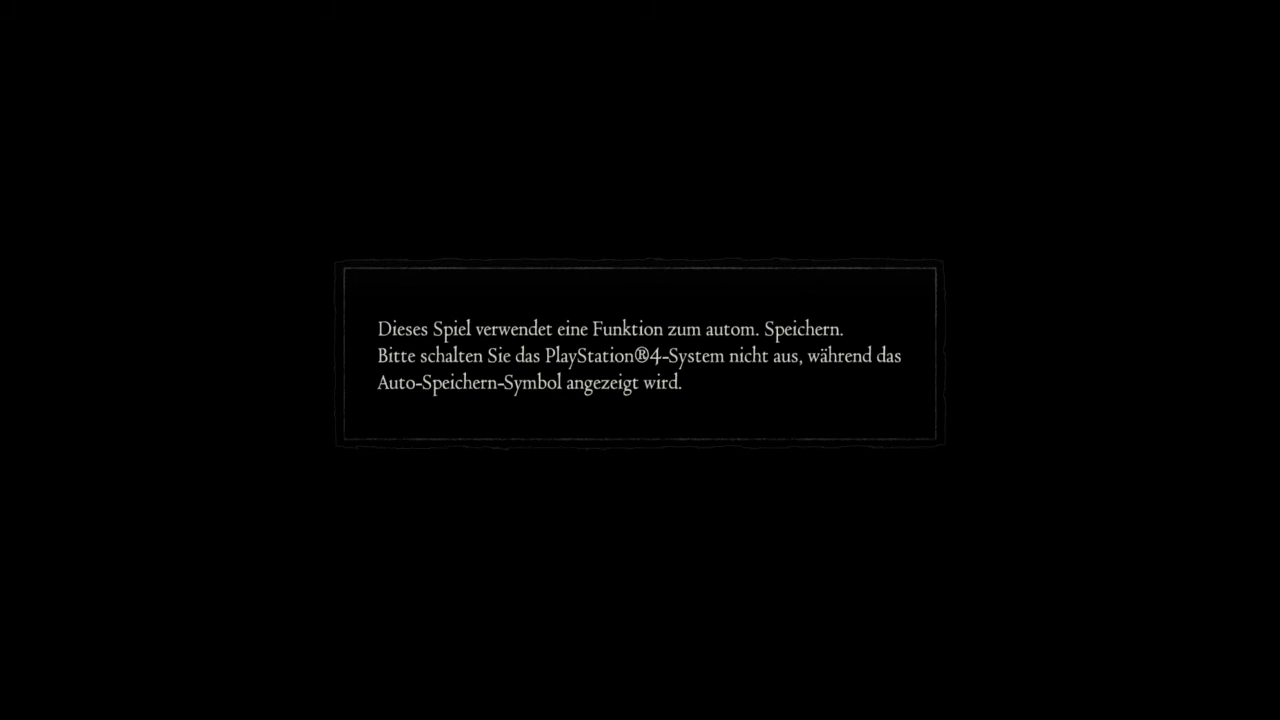 Dieses Spiel verwendet eine Funktion zum autom. Speichern.
Bitte schalten Sie das PlayStation®4-System nicht aus, während das
Auto-Speichern-Symbol angezeigt wird.